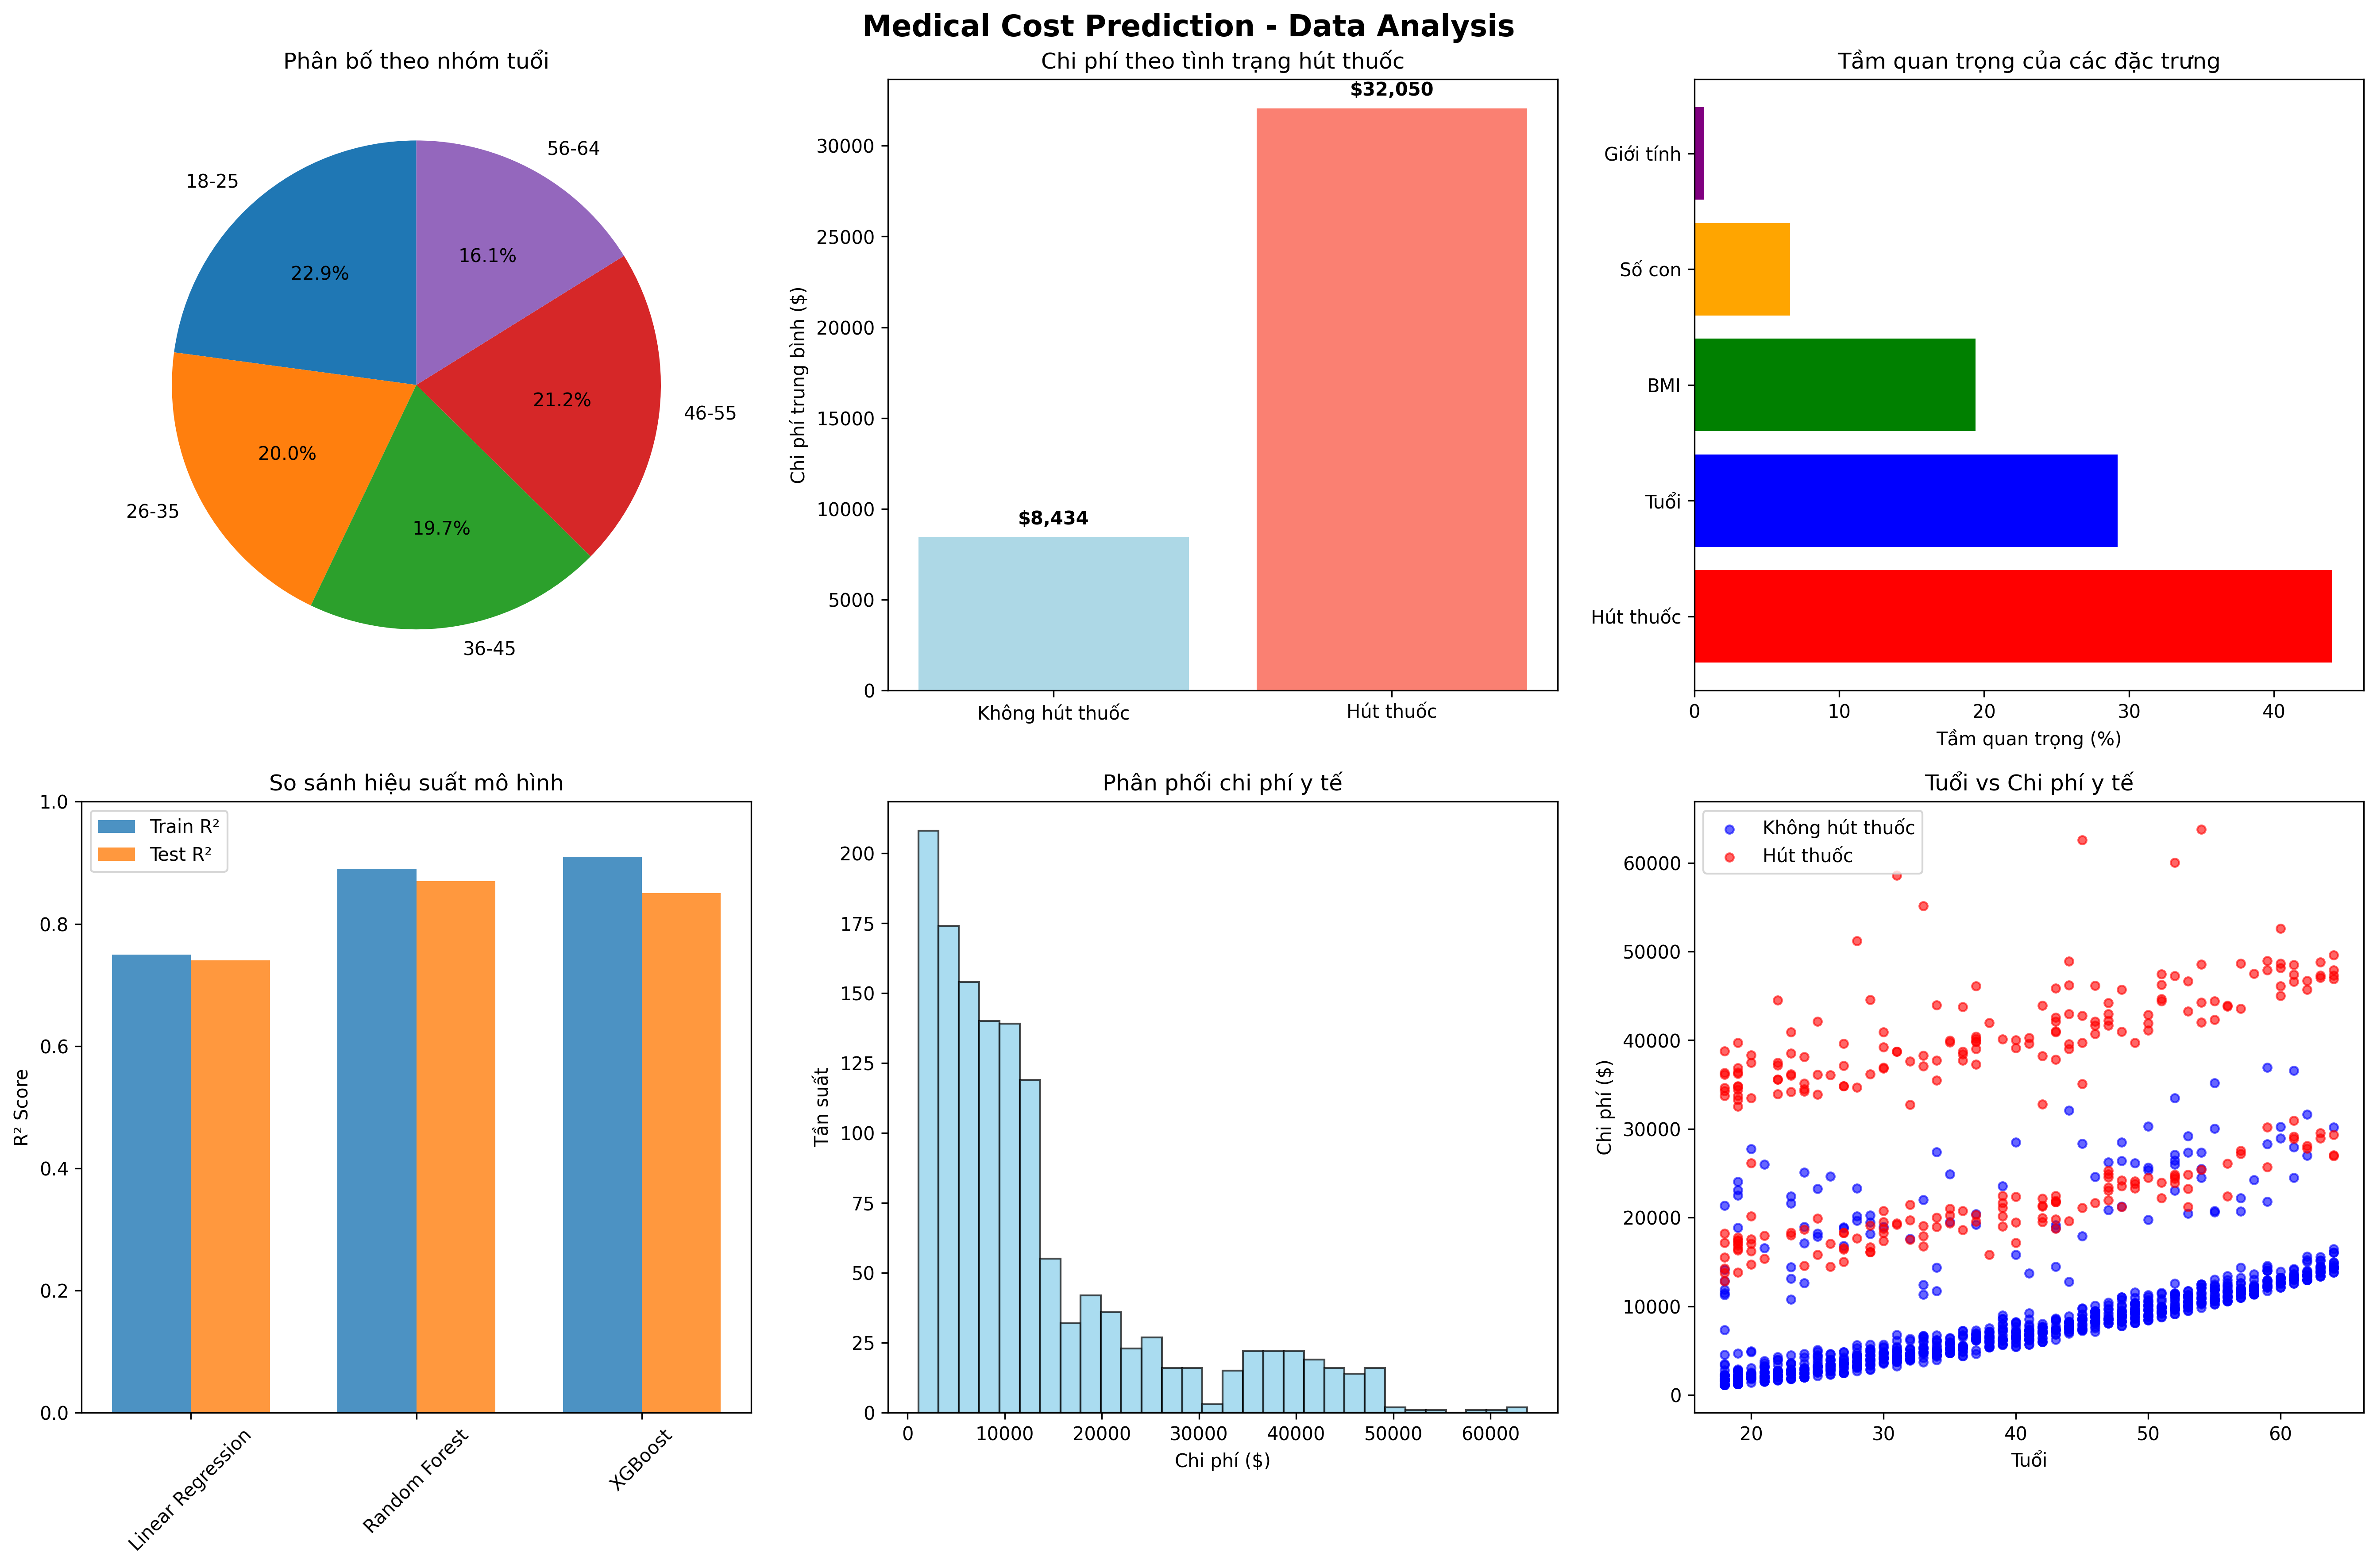 Medical Cost Prediction - Data Analysis
Phân bố theo nhóm tuổi
56-64
18-25
16.1%
22.9%
21.2%
46-55
20.0%
26-35
19.7%
36-45
Chi phí theo tình trạng hút thuốc
$32,050
30000
25000
20000
15000
10000
5000
0
Chi phí trung bình ($)
$8,434
Không hút thuốc
Hút thuốc
Tầm quan trọng của các đặc trưng
Giới tính
Số con
BMI
Tuổi
Hút thuốc
0 10 20 30 40
Tầm quan trọng (%)
So sánh hiệu suất mô hình
Train R²
Test R²
1.0
0.8
0.6
0.4
0.2
0.0
R² Score
Linear Regression
Random Forest
XGBoost
Phân phối chi phí y tế
200
175
150
125
100
75
50
25
0
Tần suất
0 10000 20000 30000 40000 50000 60000
Chi phí ($)
Tuổi vs Chi phí y tế
Không hút thuốc
Hút thuốc
60000
50000
40000
30000
20000
10000
0
Chi phí ($)
20 30 40 50 60
Tuổi